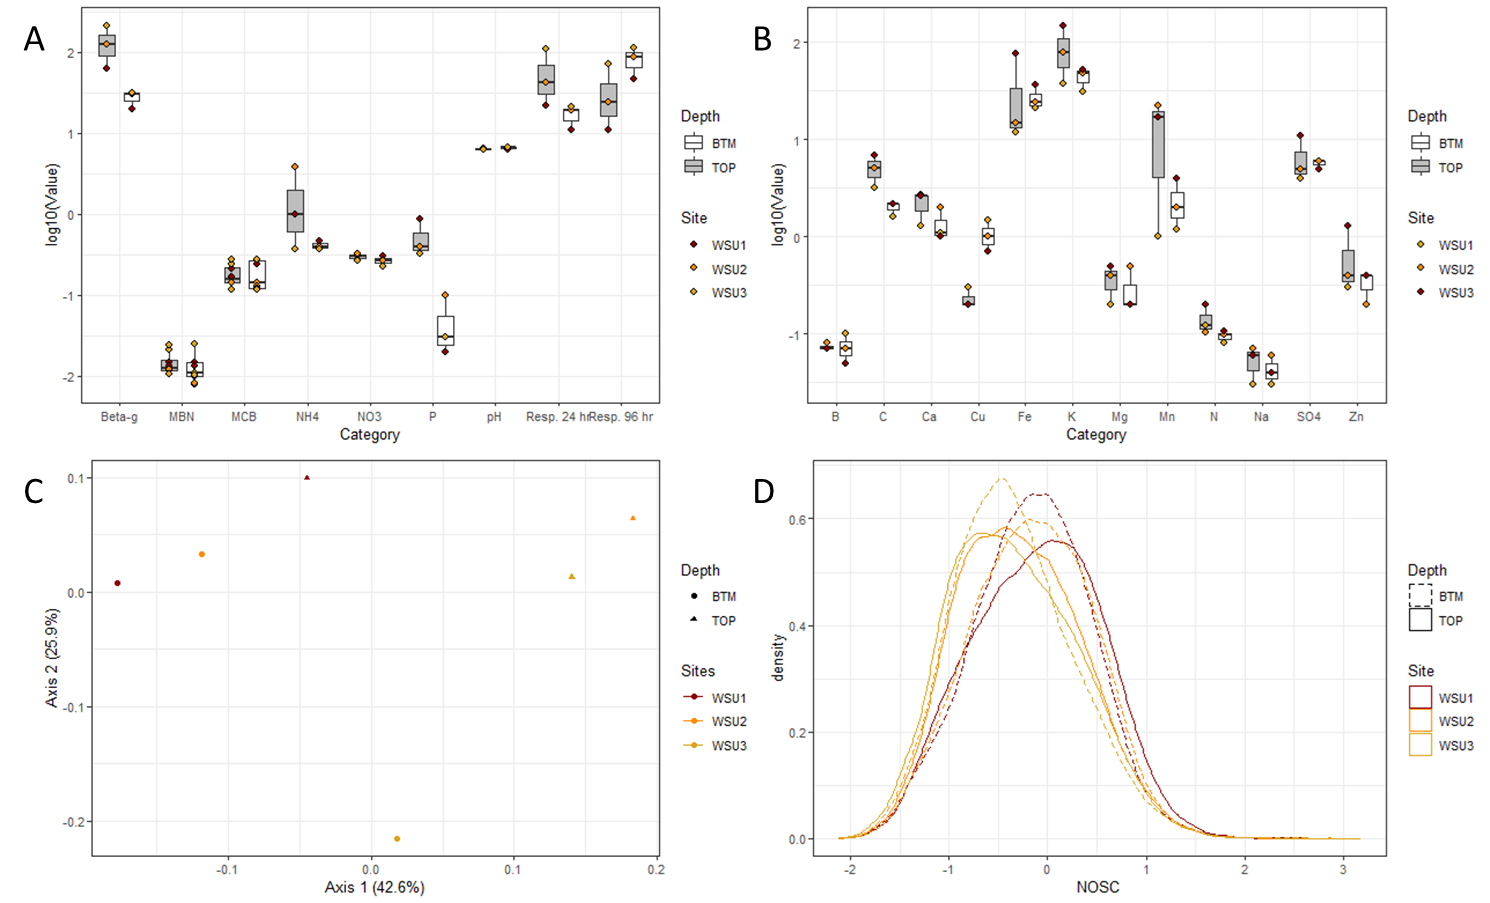 A
log10(Value)
2
1
0
-1
-2
Beta-g MBN MCB NH4 NO3 P pH Resp. 24 hr Resp. 96 hr
Category
Depth
BTM
TOP
Site
WSU1
WSU2
WSU3
B
log10(Value)
2
1
0
-1
B C Ca Cu Fe K Mg Mn N Na SO4 Zn
Category
Depth
BTM
TOP
Site
WSU1
WSU2
WSU3
C
Axis 2 (25.9%)
0.1
0.0
-0.1
-0.2
-0.1 0.0 0.1 0.2
Axis 1 (42.6%)
Depth
BTM
TOP
Sites
WSU1
WSU2
WSU3
D
density
0.6
0.4
0.2
0.0
-2 -1 0 1 2 3
NOSC
Depth
BTM
TOP
Site
WSU1
WSU2
WSU3